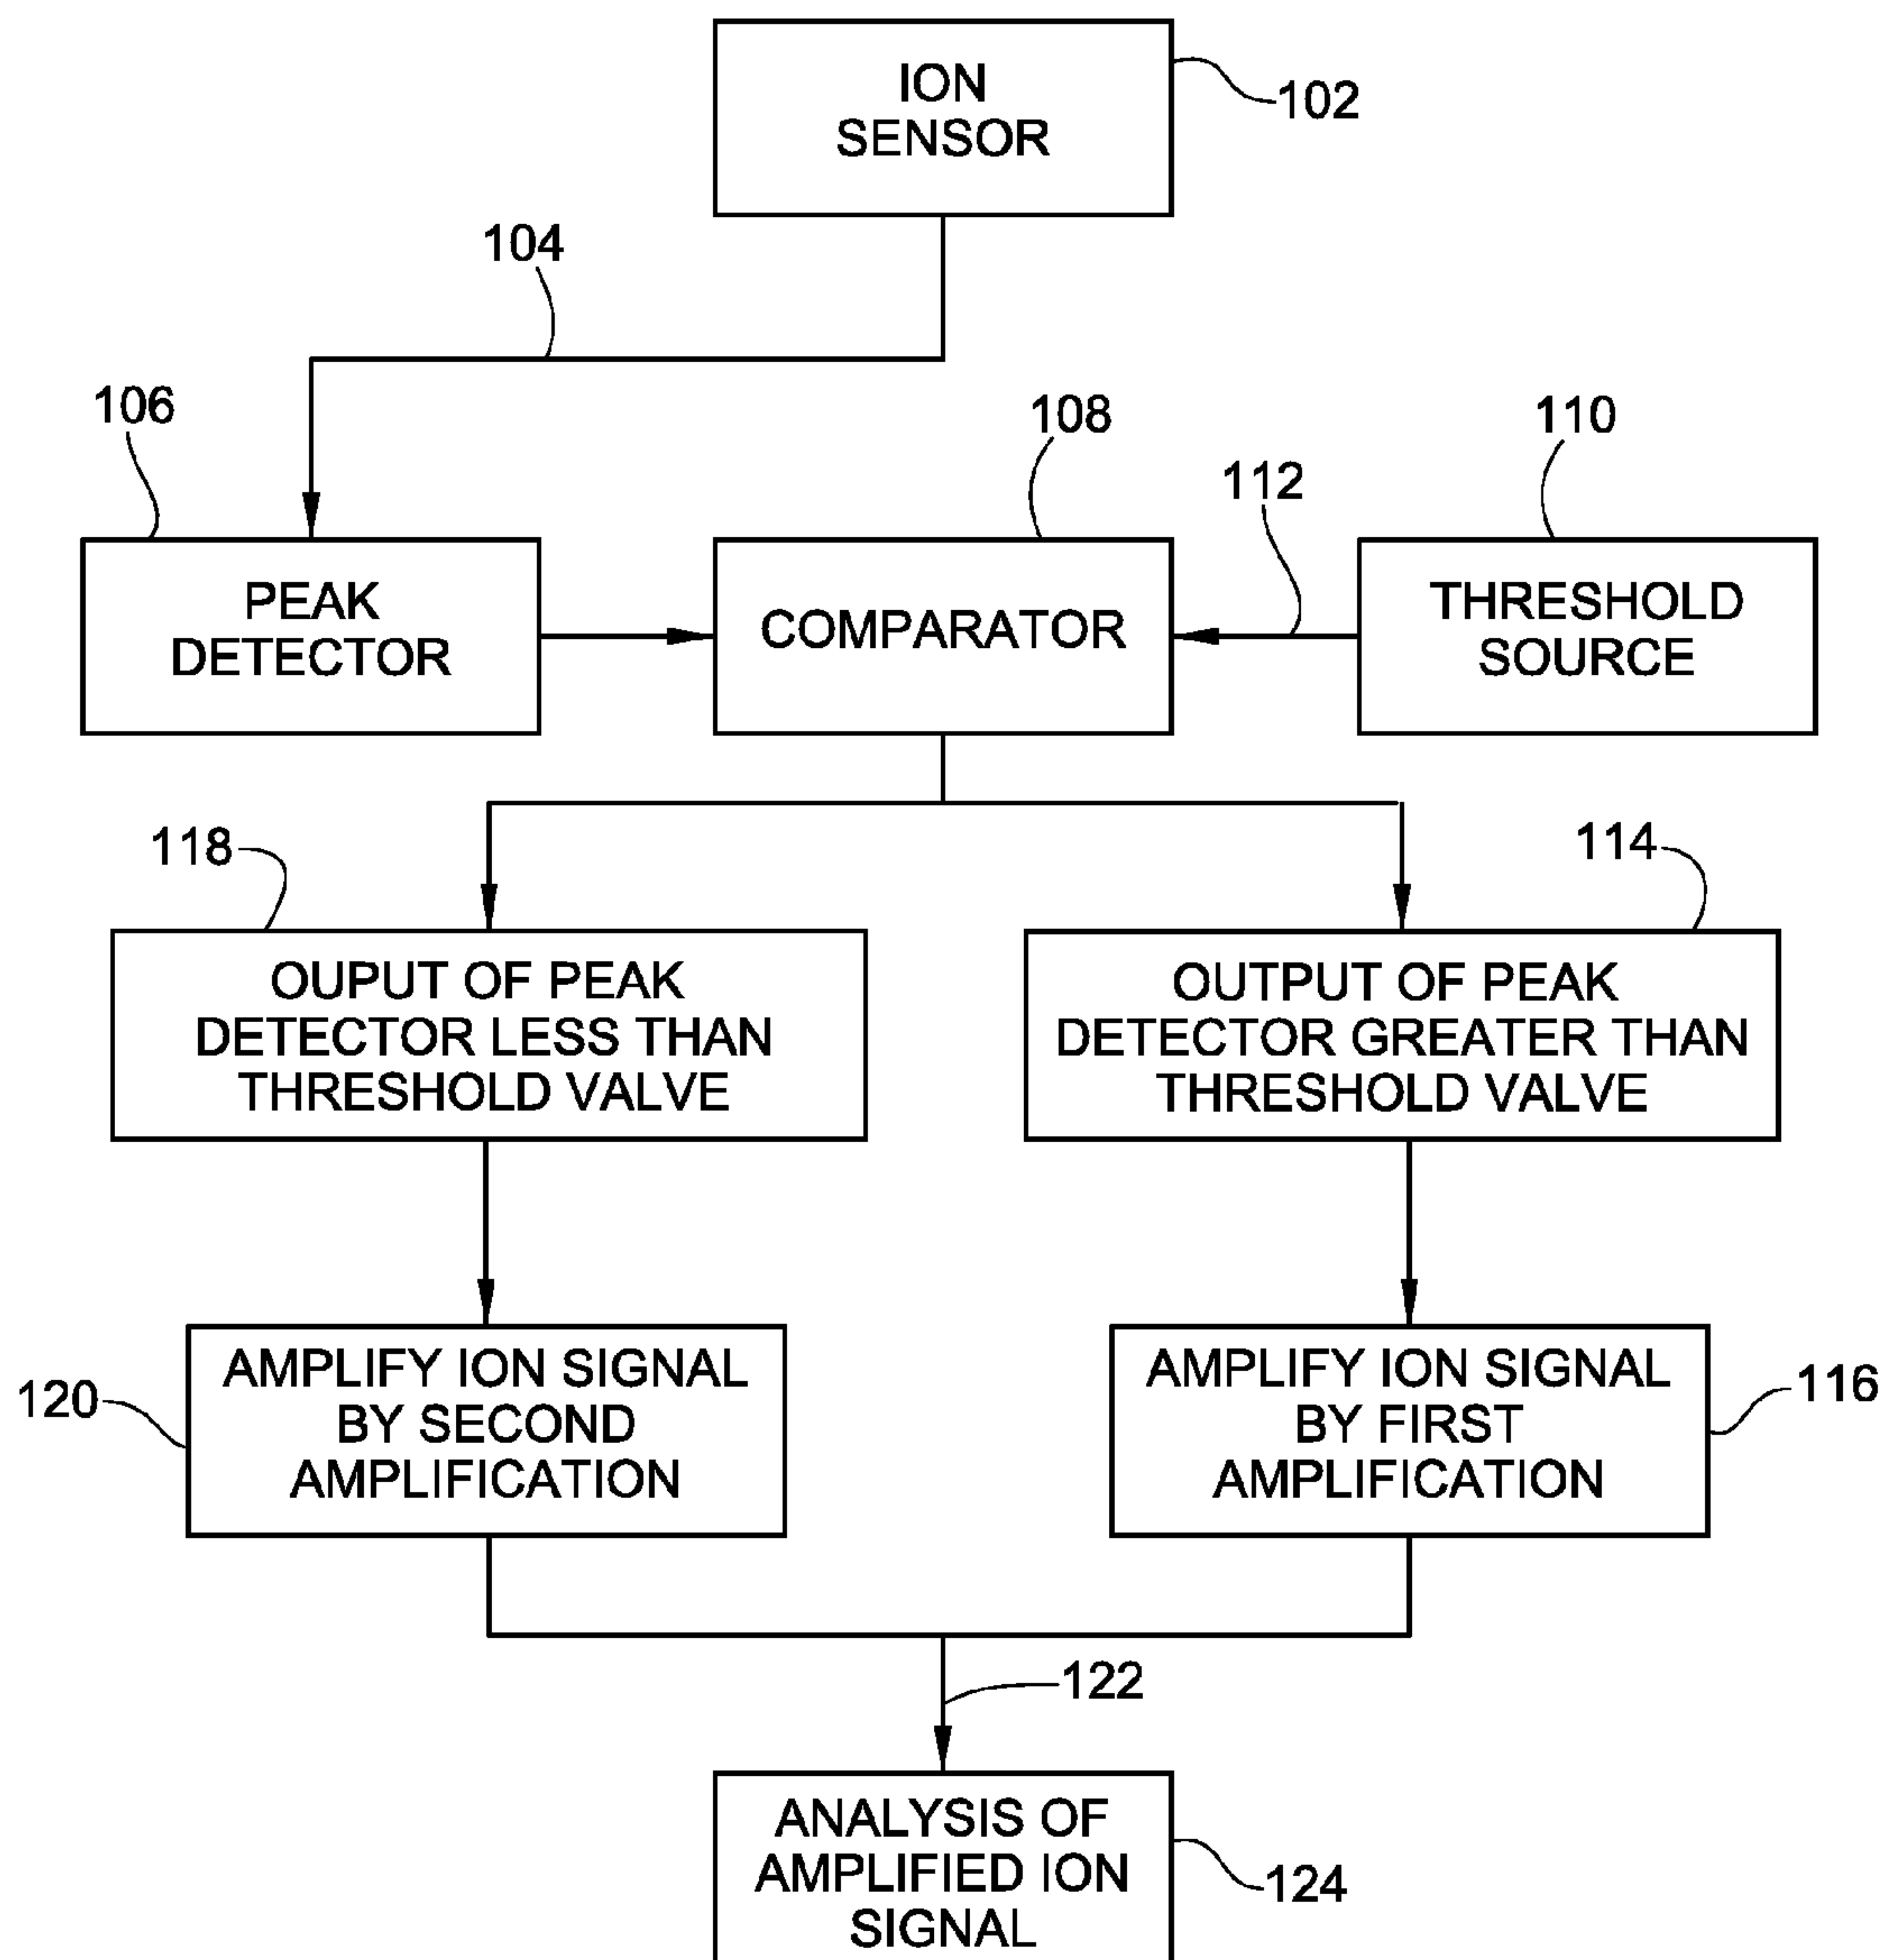 ION
SENSOR
102
104
106
108
110
112
PEAK
DETECTOR
COMPARATOR
THRESHOLD
SOURCE
118
114
OUPUT OF PEAK
DETECTOR LESS THAN
THRESHOLD VALVE
OUTPUT OF PEAK
DETECTOR GREATER THAN
THRESHOLD VALVE
120
AMPLIFY ION SIGNAL
BY SECOND
AMPLIFICATION
AMPLIFY ION SIGNAL
BY FIRST
AMPLIFICATION
116
122
ANALYSIS OF
AMPLIFIED ION
SIGNAL
124